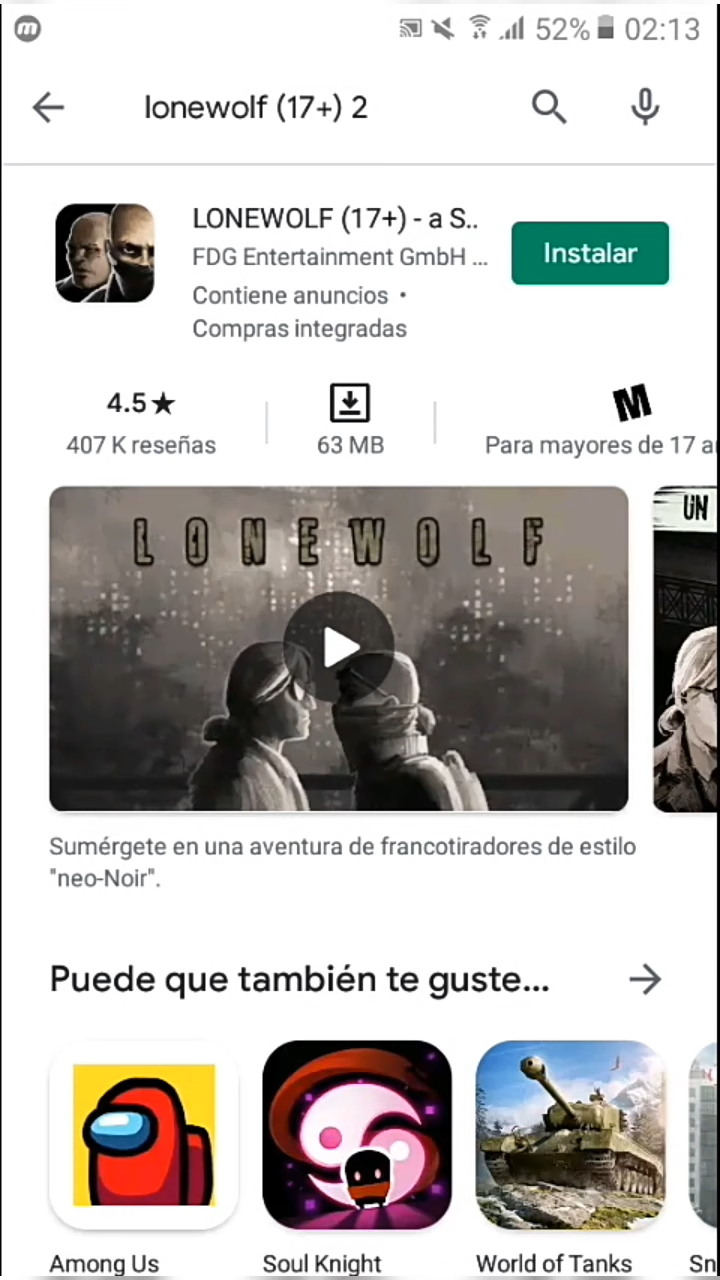 52% 02:13
lonewolf (17+) 2
LONEWOLF (17+) - a S..
FDG Entertainment GmbH ...
Contiene anuncios •
Compras integradas
Instalar
4.5★
407 K reseñas
63 MB
M
Para mayores de 17 a
LONEWOLF
UN
Sumérgete en una aventura de francotiradores de estilo
"neo-Noir".
Puede que también te guste...
Among Us
Soul Knight
World of Tanks
Sn